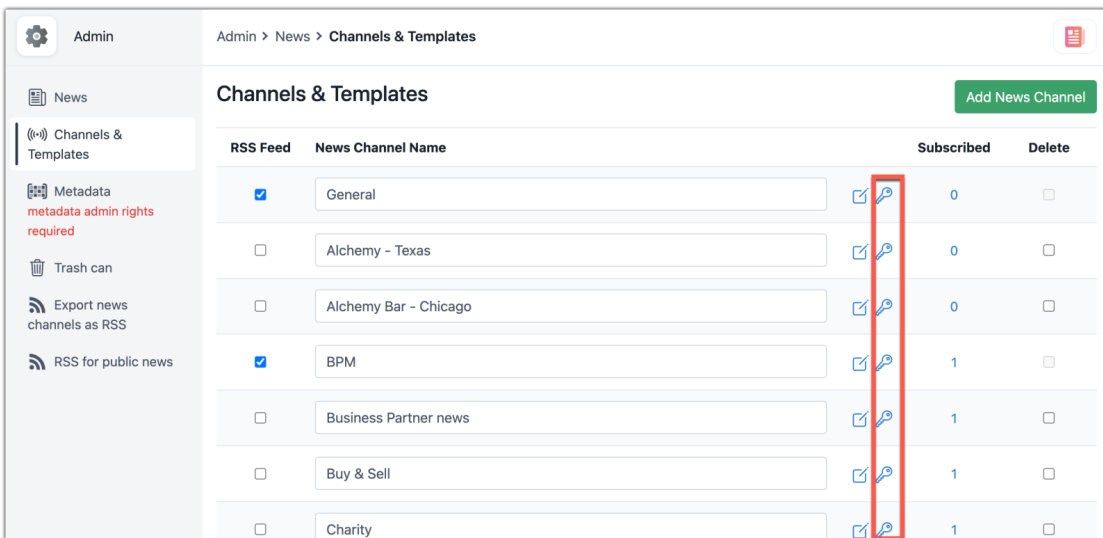 Admin
Admin > News > Channels & Templates
News
Channels &
Templates
Metadata
metadata admin rights
required
Trash can
Export news
channels as RSS
RSS for public news
Channels & Templates
Add News Channel
RSS Feed News Channel Name Subscribed Delete
General 0
Alchemy - Texas 0
Alchemy Bar - Chicago 0
BPM 1
Business Partner news 1
Buy & Sell 1
Charity 1